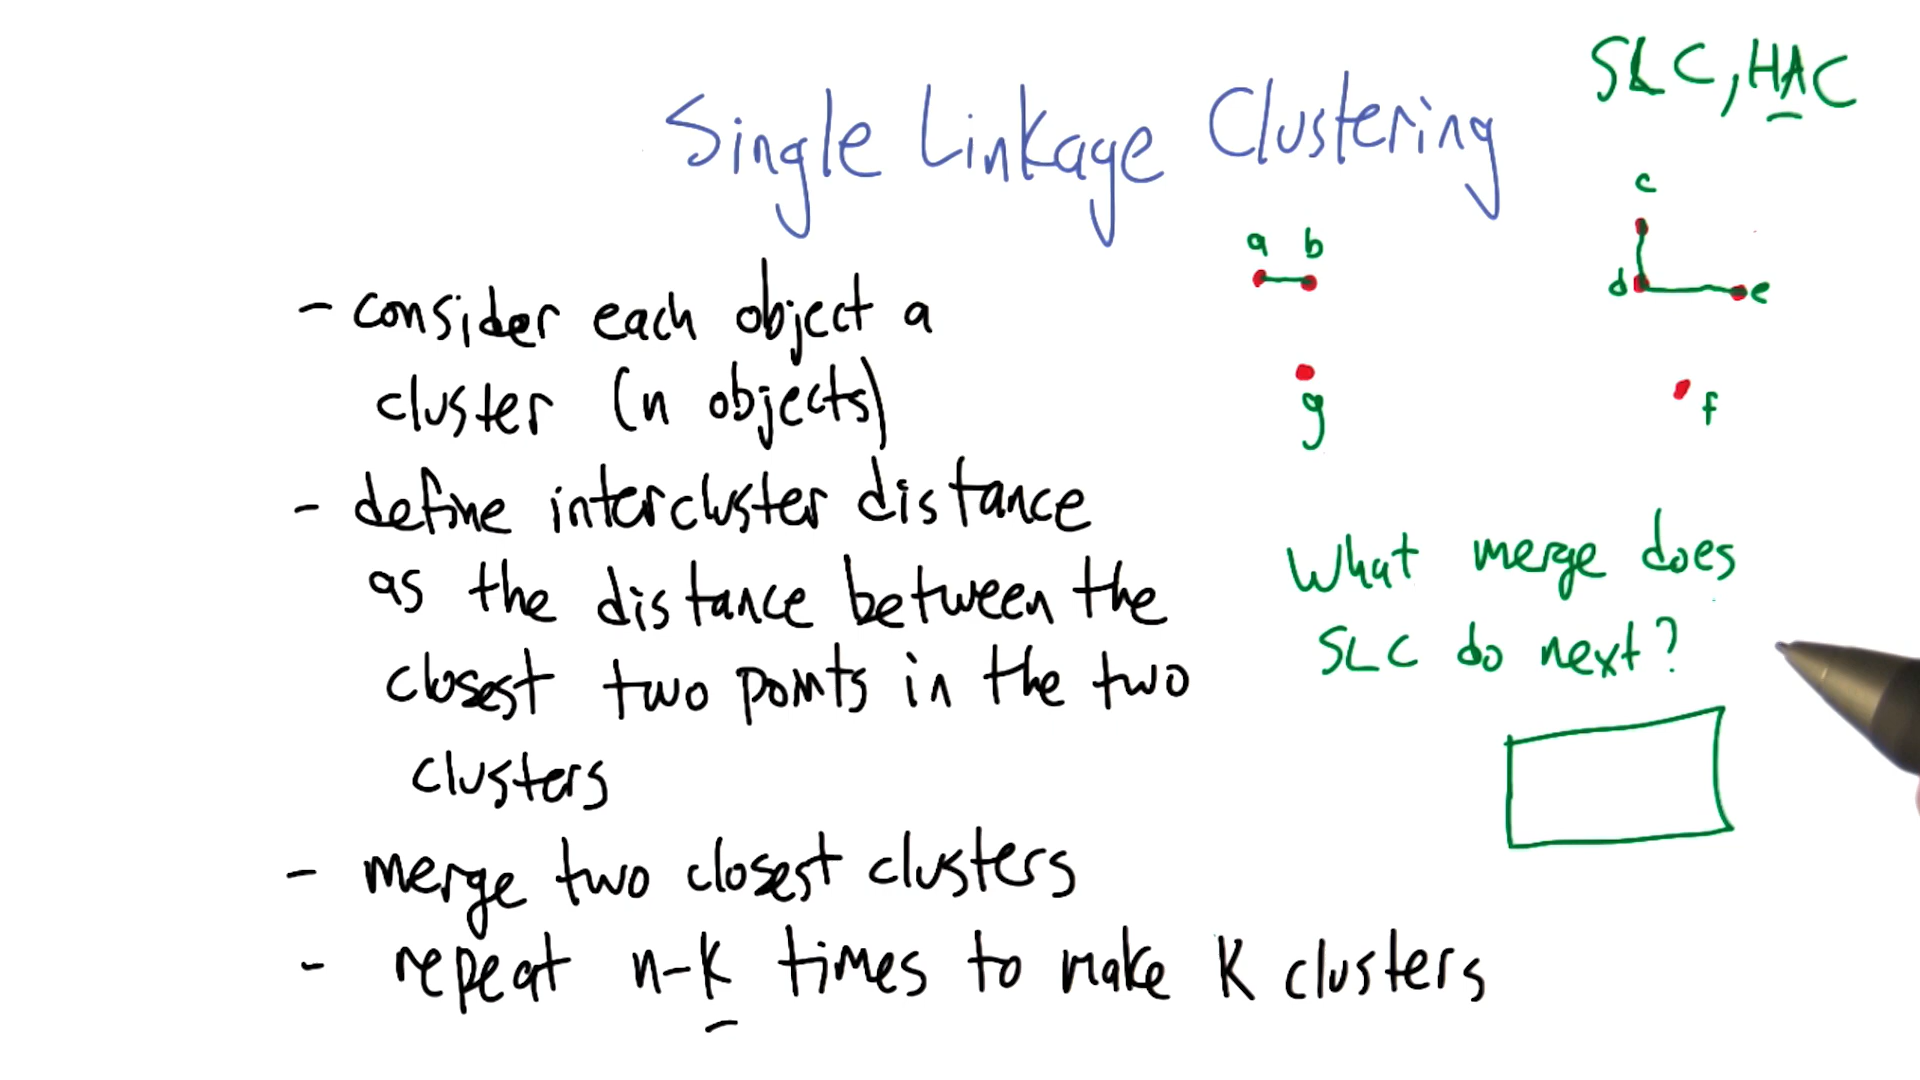 SLC, HAC
Single Linkage Clustering
- consider each object a
cluster (n objects)
- define intercluster distance
as the distance between the
closest two points in the two
clusters
- merge two closest clusters
- repeat n-k times to make k clusters
a b
c
d e
g
f
What merge does
SLC do next?